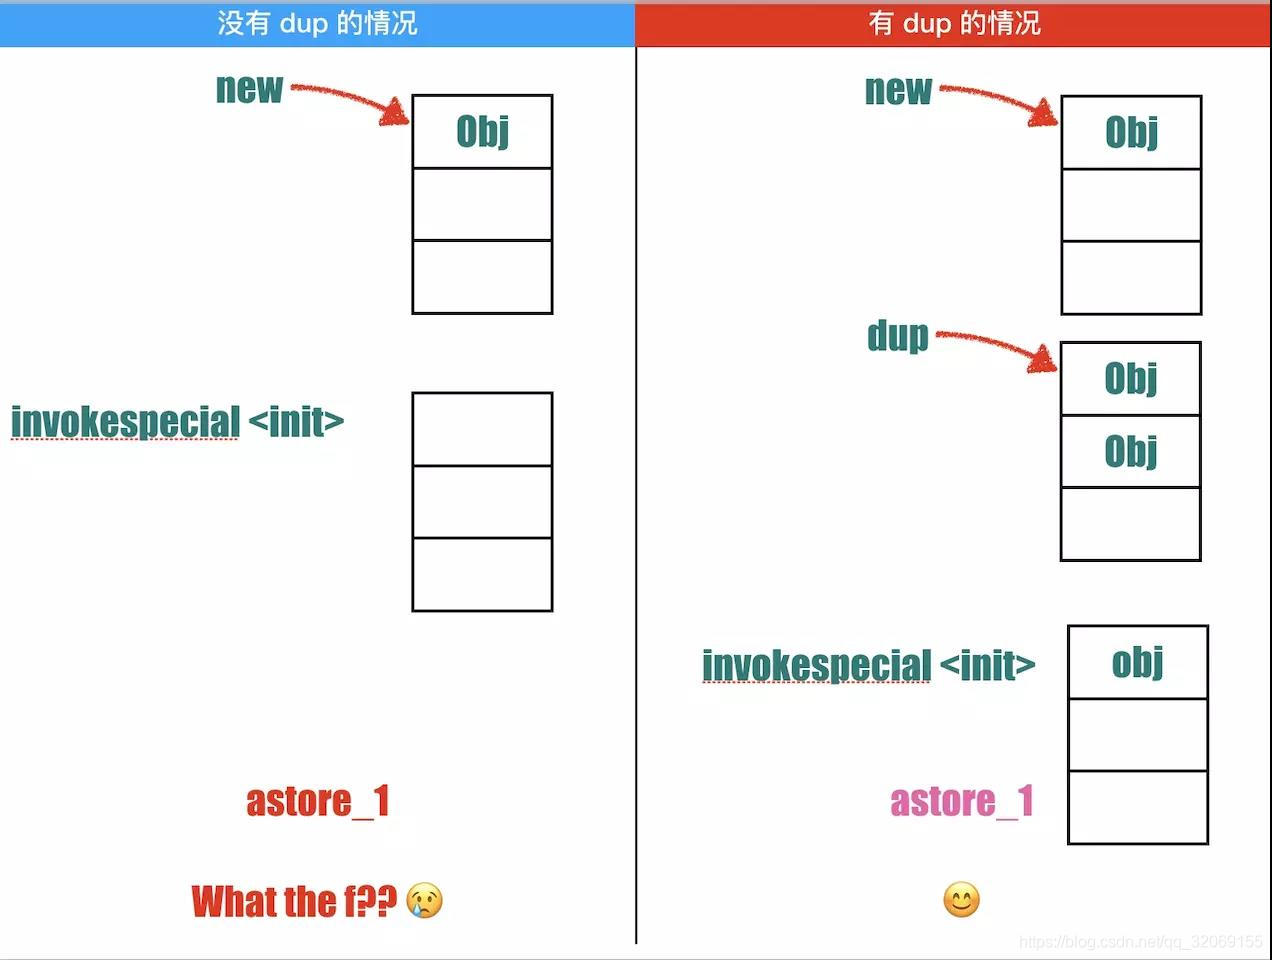 没有 dup 的情况
new
Obj
invokespecial <init>
astore_1
What the f?? 😢
有 dup 的情况
new
Obj
dup
Obj
Obj
invokespecial <init>
obj
astore_1
😊
https://blog.csdn.net/qq_32069155